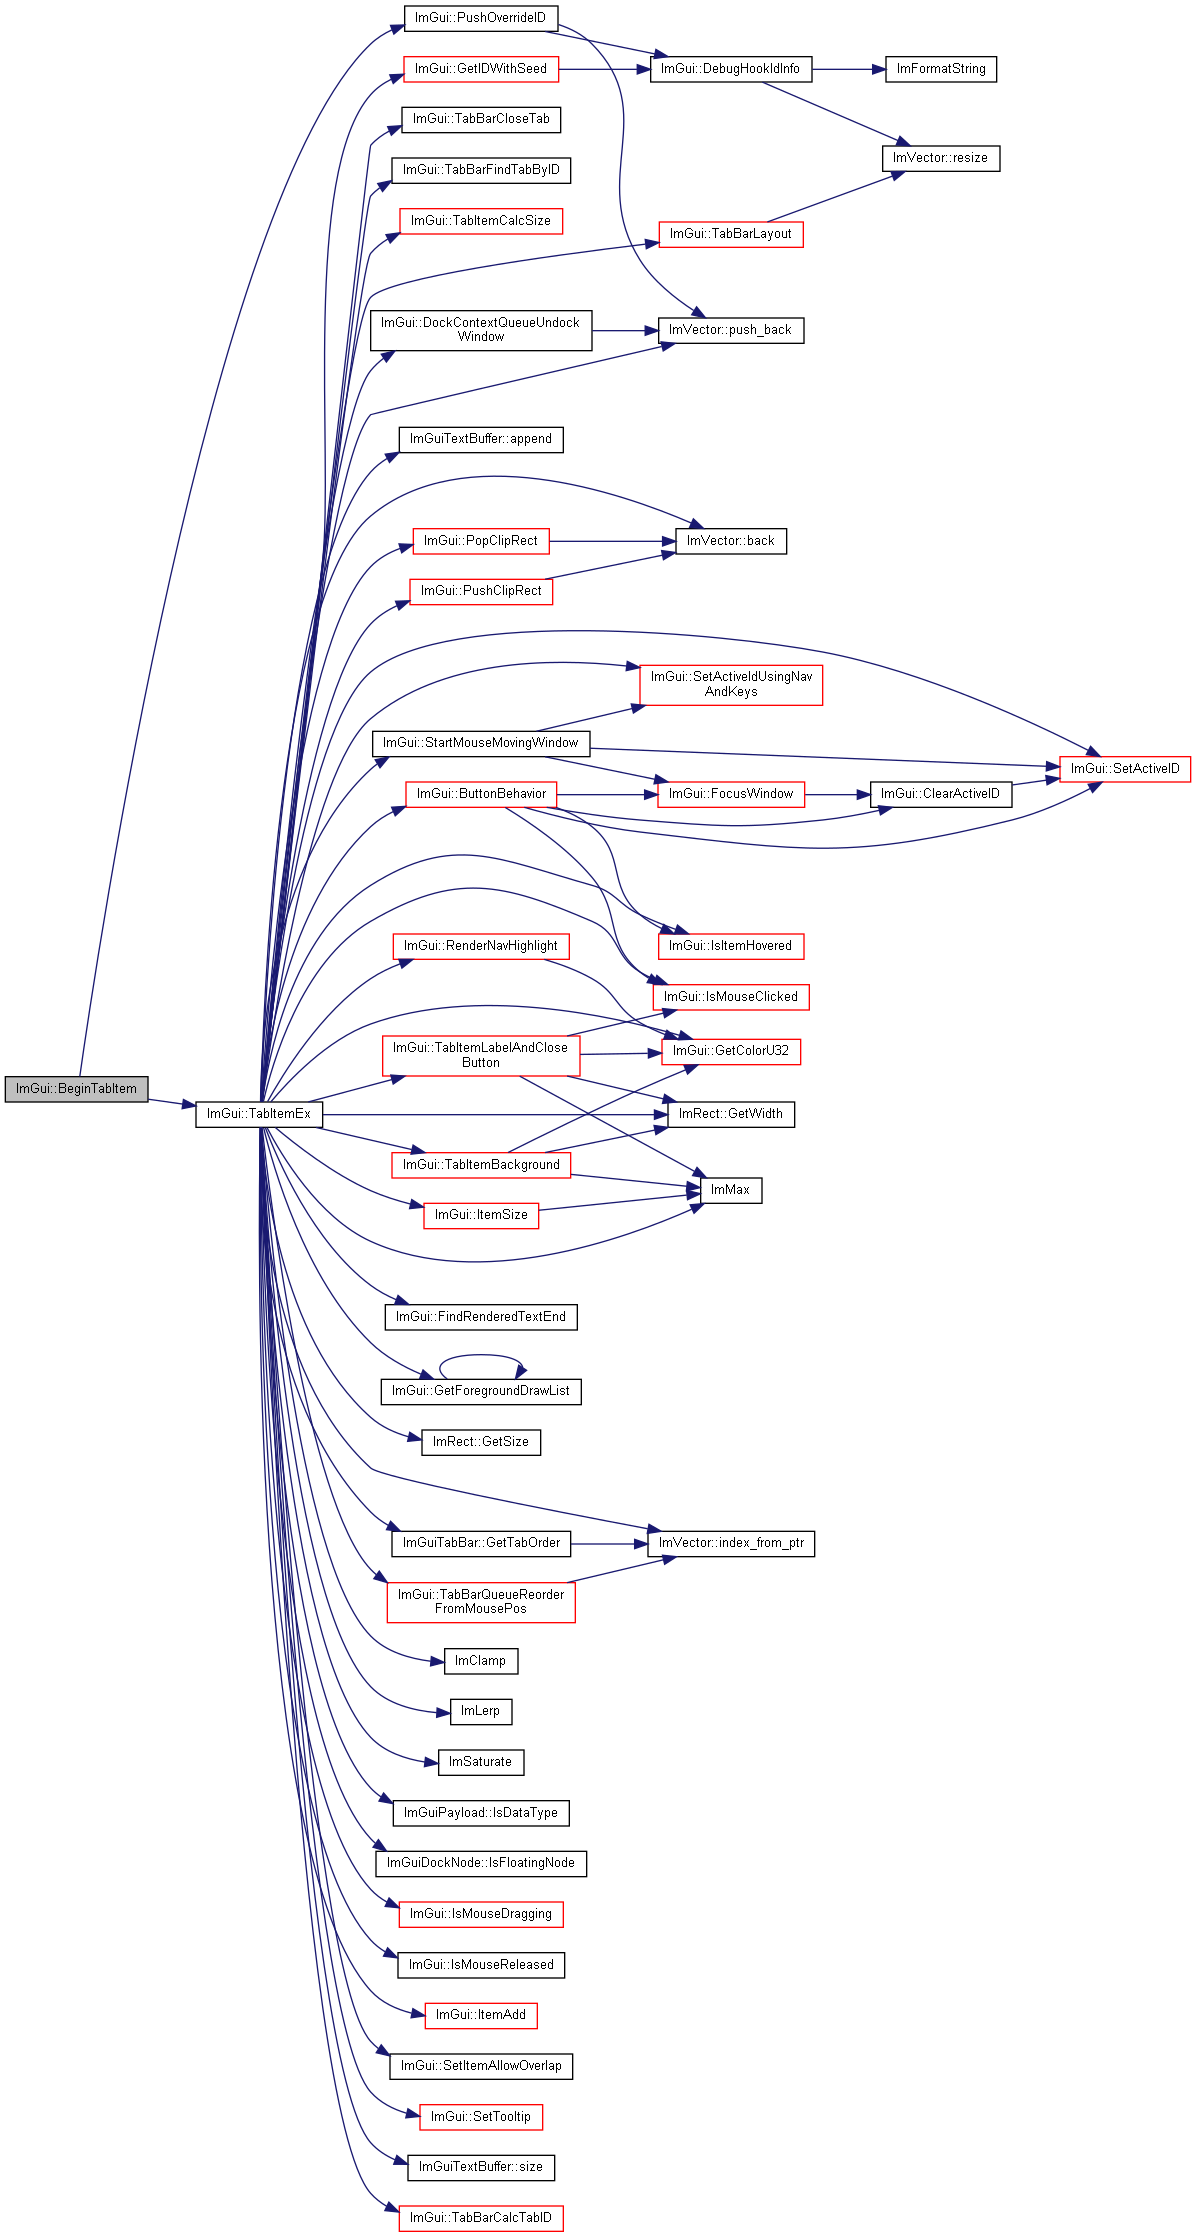 ImGui::PushOverrideID
ImGui::GetIDWithSeed
ImGui::DebugHookIdInfo
ImFormatString
ImGui::TabBarCloseTab
ImVector::resize
ImGui::TabBarFindTabByID
ImGui::TabItemCalcSize
ImGui::TabBarLayout
ImGui::DockContextQueueUndock
Window
ImVector::push_back
ImGuiTextBuffer::append
ImGui::PopClipRect
ImVector::back
ImGui::PushClipRect
ImGui::SetActiveIdUsingNav
AndKeys
ImGui::StartMouseMovingWindow
ImGui::SetActiveID
ImGui::ButtonBehavior
ImGui::FocusWindow
ImGui::ClearActiveID
ImGui::RenderNavHighlight
ImGui::IsItemHovered
ImGui::IsMouseClicked
ImGui::TabItemLabelAndClose
Button
ImGui::GetColorU32
ImGui::BeginTabItem
ImGui::TabItemEx
ImRect::GetWidth
ImGui::TabItemBackground
ImMax
ImGui::ItemSize
ImGui::FindRenderedTextEnd
ImGui::GetForegroundDrawList
ImRect::GetSize
ImGuiTabBar::GetTabOrder
ImVector::index_from_ptr
ImGui::TabBarQueueReorder
FromMousePos
ImClamp
ImLerp
ImSaturate
ImGuiPayload::IsDataType
ImGuiDockNode::IsFloatingNode
ImGui::IsMouseDragging
ImGui::IsMouseReleased
ImGui::ItemAdd
ImGui::SetItemAllowOverlap
ImGui::SetTooltip
ImGuiTextBuffer::size
ImGui::TabBarCalcTabID